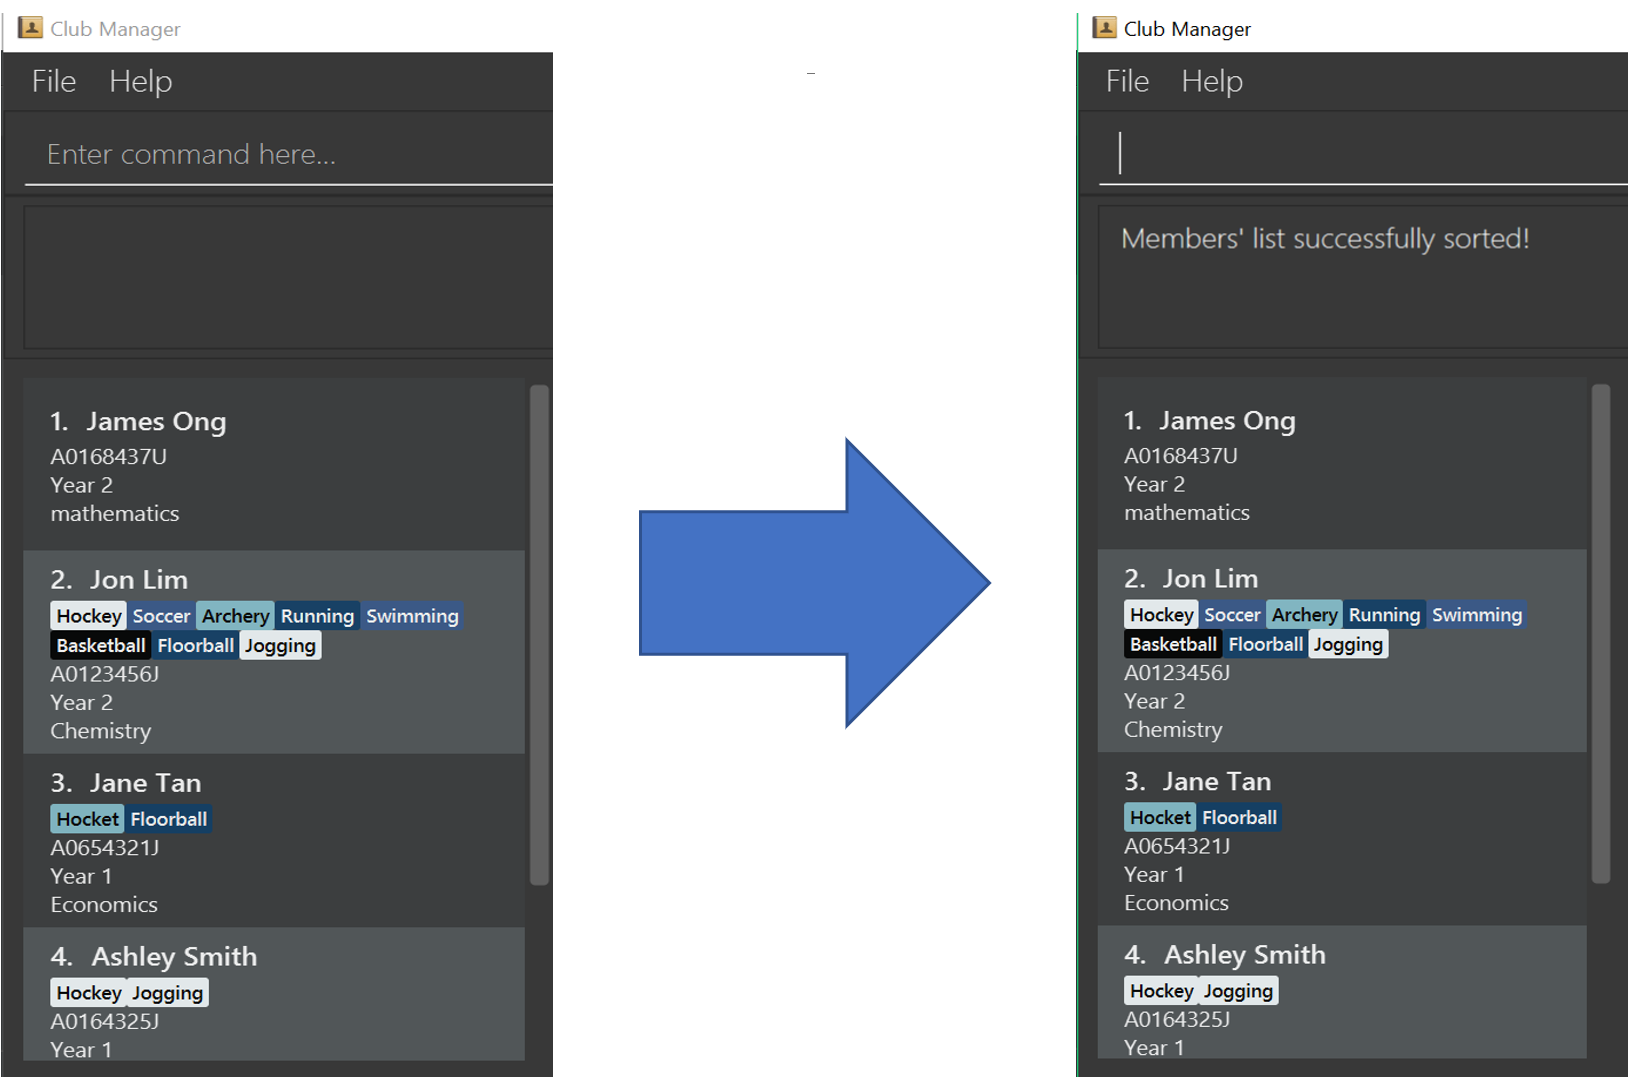 Club Manager
File Help
Enter command here...
1. James Ong
A0168437U
Year 2
mathematics
2. Jon Lim
Hockey Soccer Archery Running Swimming
Basketball Floorball Jogging
A0123456J
Year 2
Chemistry
3. Jane Tan
Hocket Floorball
A0654321J
Year 1
Economics
4. Ashley Smith
Hockey Jogging
A0164325J
Year 1
Club Manager
File Help
Members' list successfully sorted!
1. James Ong
A0168437U
Year 2
mathematics
2. Jon Lim
Hockey Soccer Archery Running Swimming
Basketball Floorball Jogging
A0123456J
Year 2
Chemistry
3. Jane Tan
Hocket Floorball
A0654321J
Year 1
Economics
4. Ashley Smith
Hockey Jogging
A0164325J
Year 1